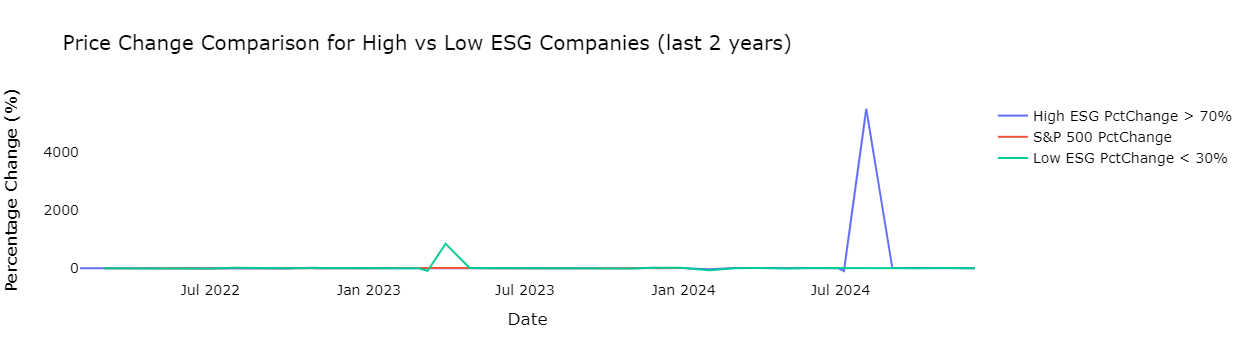 Price Change Comparison for High vs Low ESG Companies (last 2 years)
Percentage Change (%)
4000
2000
0
Jul 2022
Jan 2023
Jul 2023
Jan 2024
Jul 2024
Date
High ESG PctChange > 70%
S&P 500 PctChange
Low ESG PctChange < 30%